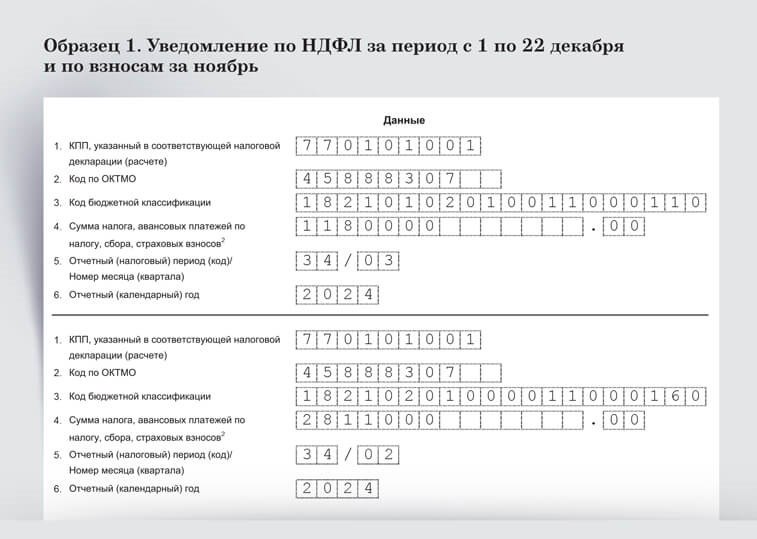 Образец 1. Уведомление по НДФЛ за период с 1 по 22 декабря
и по взносам за ноябрь
Данные
1. КПП, указанный в соответствующей налоговой
декларации (расчете)
770101001
2. Код по ОКТМО
45888307
3. Код бюджетной классификации
18210102010011000110
4. Сумма налога, авансовых платежей по
налогу, сбора, страховых взносов2
1180000.00
5. Отчетный (налоговый) период (код)/
Номер месяца (квартала)
34/03
6. Отчетный (календарный) год
2024
1. КПП, указанный в соответствующей налоговой
декларации (расчете)
770101001
2. Код по ОКТМО
45888307
3. Код бюджетной классификации
18210201000011000160
4. Сумма налога, авансовых платежей по
налогу, сбора, страховых взносов2
2811000.00
5. Отчетный (налоговый) период (код)/
Номер месяца (квартала)
34/02
6. Отчетный (календарный) год
2024